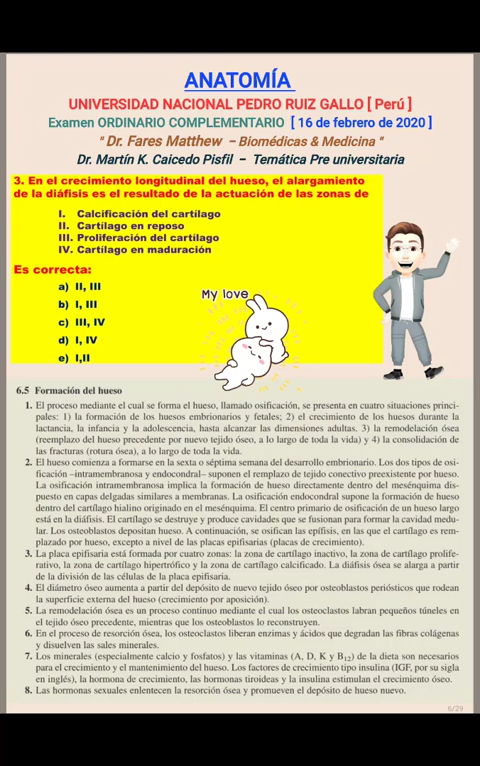 ANATOMÍA
UNIVERSIDAD NACIONAL PEDRO RUIZ GALLO [ Perú ]
Examen ORDINARIO COMPLEMENTARIO [ 16 de febrero de 2020 ]
" Dr. Fares Matthew – Biomédicas & Medicina "
Dr. Martín K. Caicedo Pisfil – Temática Pre universitaria
3. En el crecimiento longitudinal del hueso, el alargamiento
de la diáfisis es el resultado de la actuación de las zonas de
I. Calcificación del cartílago
II. Cartílago en reposo
III. Proliferación del cartílago
IV. Cartílago en maduración
Es correcta:
a) II, III
b) I, III
c) III, IV
d) I, IV
e) I,II
My love
6.5 Formación del hueso
1. El proceso mediante el cual se forma el hueso, llamado osificación, se presenta en cuatro situaciones princi-
pales: 1) la formación de los huesos embrionarios y fetales; 2) el crecimiento de los huesos durante la
lactancia, la infancia y la adolescencia, hasta alcanzar las dimensiones adultas. 3) la remodelación ósea
(reemplazo del hueso precedente por nuevo tejido óseo, a lo largo de toda la vida) y 4) la consolidación de
las fracturas (rotura ósea), a lo largo de toda la vida.
2. El hueso comienza a formarse en la sexta o séptima semana del desarrollo embrionario. Los dos tipos de osi-
ficación –intramembranosa y endocondral– suponen el remplazo de tejido conectivo preexistente por hueso.
La osificación intramembranosa implica la formación de hueso directamente dentro del mesénquima dis-
puesto en capas delgadas similares a membranas. La osificación endocondral supone la formación de hueso
dentro del cartílago hialino originado en el mesénquima. El centro primario de osificación de un hueso largo
está en la diáfisis. El cartílago se destruye y produce cavidades que se fusionan para formar la cavidad medu-
lar. Los osteoblastos depositan hueso. A continuación, se osifican las epífisis, en las que el cartílago es rem-
plazado por hueso, excepto a nivel de las placas epifisarias (placas de crecimiento).
3. La placa epifisaria está formada por cuatro zonas: la zona de cartílago inactivo, la zona de cartílago prolife-
rativo, la zona de cartílago hipertrófico y la zona de cartílago calcificado. La diáfisis ósea se alarga a partir
de la división de las células de la placa epifisaria.
4. El diámetro óseo aumenta a partir del depósito de nuevo tejido óseo por osteoblastos periósticos que rodean
la superficie externa del hueso (crecimiento por aposición).
5. La remodelación ósea es un proceso continuo mediante el cual los osteoclastos labran pequeños túneles en
el tejido óseo precedente, mientras que los osteoblastos lo reconstruyen.
6. En el proceso de resorción ósea, los osteoclastos liberan enzimas y ácidos que degradan las fibras colágenas
y disuelven las sales minerales.
7. Los minerales (especialmente calcio y fosfatos) y las vitaminas (A, D, K y B12) de la dieta son necesarios
para el crecimiento y el mantenimiento del hueso. Los factores de crecimiento tipo insulina (IGF, por su sigla
en inglés), la hormona de crecimiento, las hormonas tiroideas y la insulina estimulan el crecimiento óseo.
8. Las hormonas sexuales enlentecen la resorción ósea y promueven el depósito de hueso nuevo.
6/29